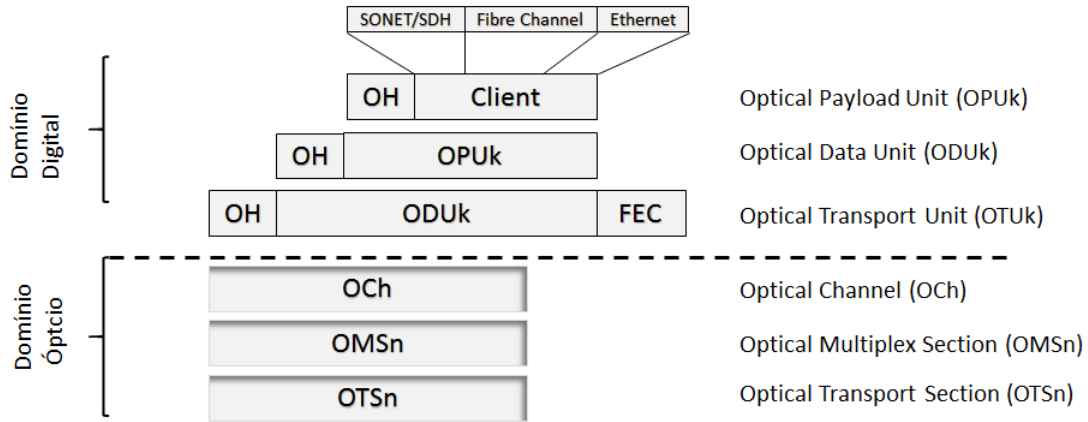 SONET/SDH Fibre Channel Ethernet
OH Client Optical Payload Unit (OPUk)
OH OPUk Optical Data Unit (ODUk)
OH ODUk FEC Optical Transport Unit (OTUk)
Domínio
Digital
OCh Optical Channel (OCh)
OMSn Optical Multiplex Section (OMSn)
OTSn Optical Transport Section (OTSn)
Domínio
Óptcio